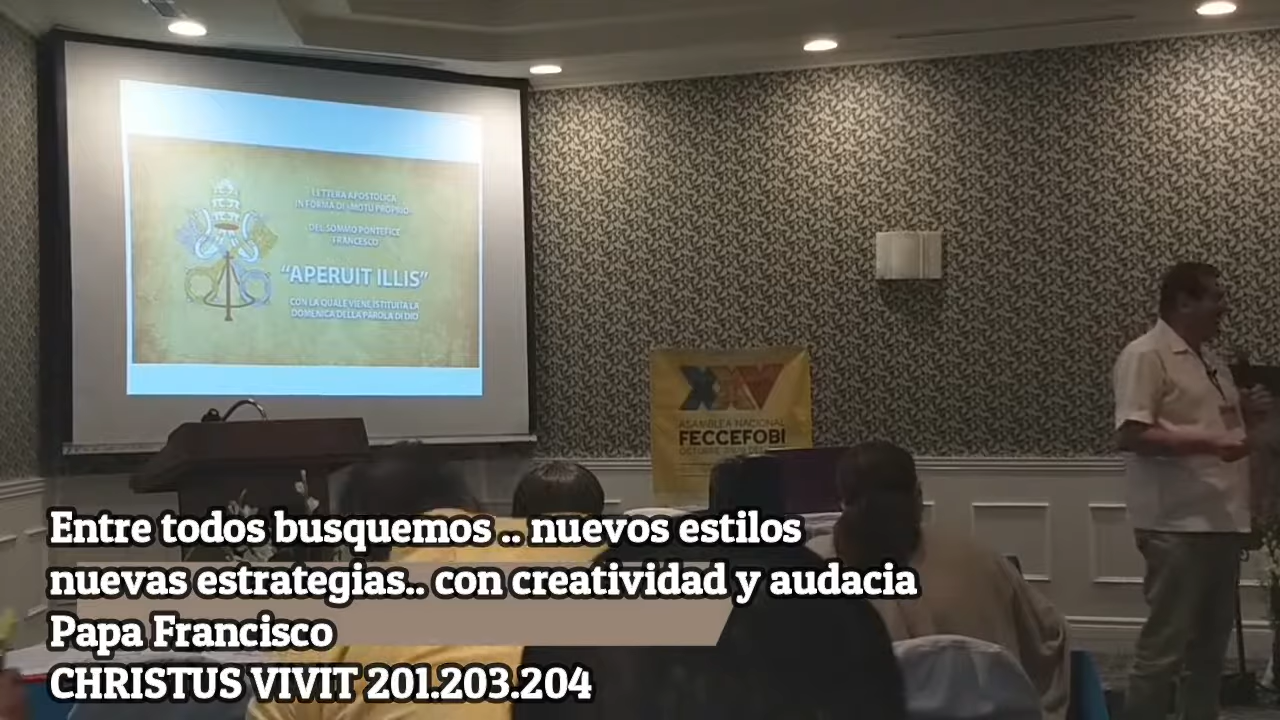 LETTERA APOSTOLICA
IN FORMA DI «MOTU PROPRIO»
DEL SOMMO PONTEFICE
FRANCESCO
"APERUIT ILLIS"
CON LA QUALE VIENE ISTITUITA LA
DOMENICA DELLA PAROLA DI DIO
XXIV
ASAMBLEA NACIONAL
FECCEFOBI
OCTUBRE
Entre todos busquemos .. nuevos estilos
nuevas estrategias.. con creatividad y audacia
Papa Francisco
CHRISTUS VIVIT 201.203.204